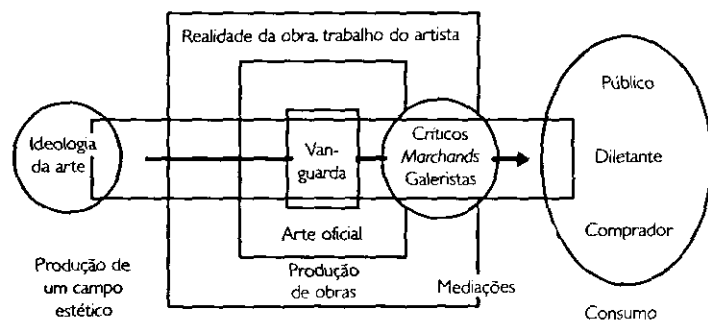 Realidade da obra. trabalho do artista
Ideologia
da arte
Van-
guarda
Críticos
Marchands
Galeristas
Público
Diletante
Comprador
Arte oficial
Produção de
um campo
estético
Produção
de obras
Mediações
Consumo